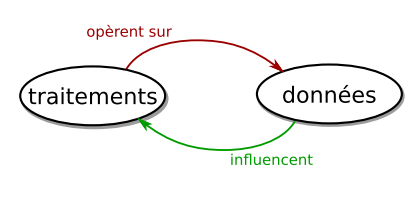 opèrent sur
traitements
données
influencent